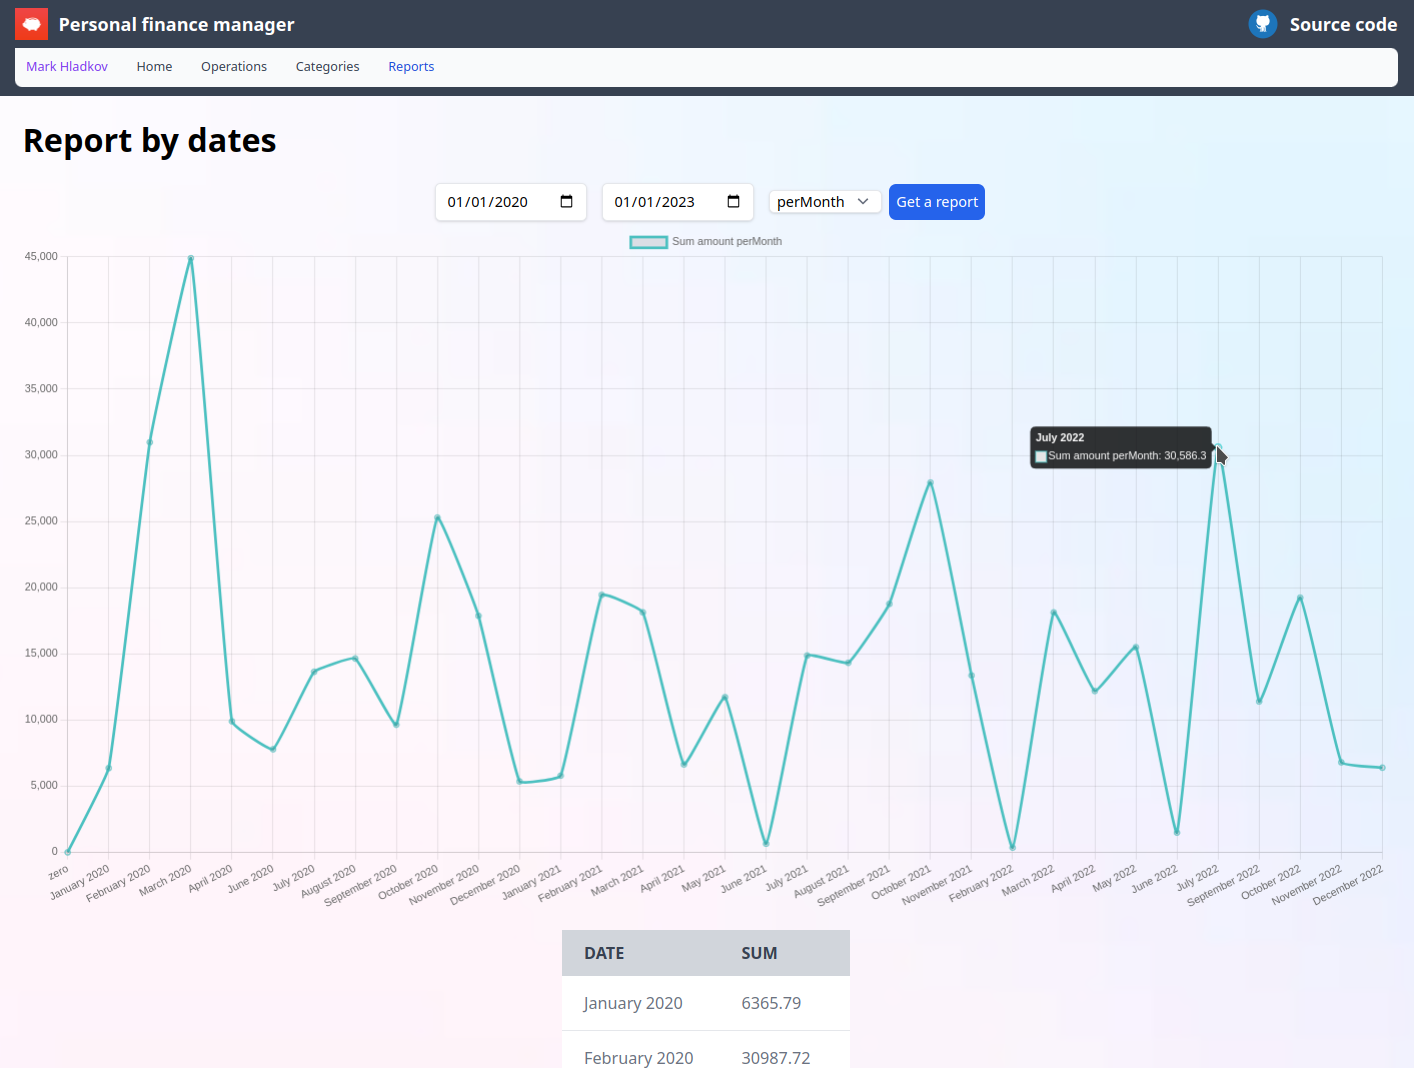 Personal finance manager
Source code
Mark Hladkov Home Operations Categories Reports
Report by dates
01/01/2020 01/01/2023 perMonth Get a report
Sum amount perMonth
45,000
40,000
35,000
30,000
25,000
20,000
15,000
10,000
5,000
0
July 2022
Sum amount perMonth: 30,586.3
zero
January 2020
February 2020
March 2020
April 2020
June 2020
July 2020
August 2020
September 2020
October 2020
November 2020
December 2020
January 2021
February 2021
March 2021
April 2021
May 2021
June 2021
July 2021
August 2021
September 2021
October 2021
November 2021
February 2022
March 2022
April 2022
May 2022
June 2022
July 2022
September 2022
October 2022
November 2022
December 2022
DATE SUM
January 2020 6365.79
February 2020 30987.72